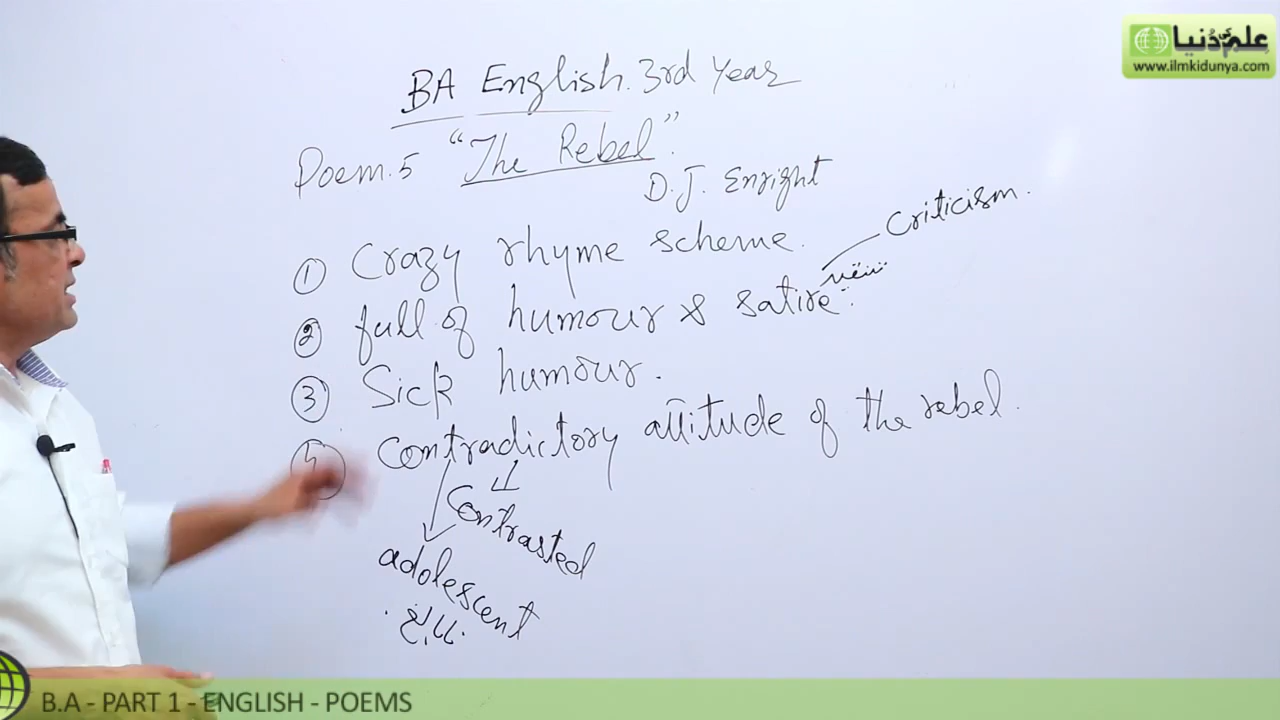 علم کی دنیا
www.ilmkidunya.com
BA English. 3rd Year
Poem.5 "The Rebel"
D.J. Enright
① Crazy rhyme scheme.
Criticism.
② full of humour & satire.
تنقید
③ Sick humour.
④ Contradictory attitude of the rebel.
Contrasted
adolescent
B.A - PART 1 - ENGLISH - POEMS